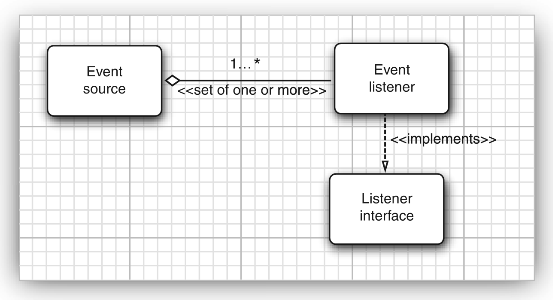 Event
source
1...*
<<set of one or more>>
Event
listener
<<implements>>
Listener
interface